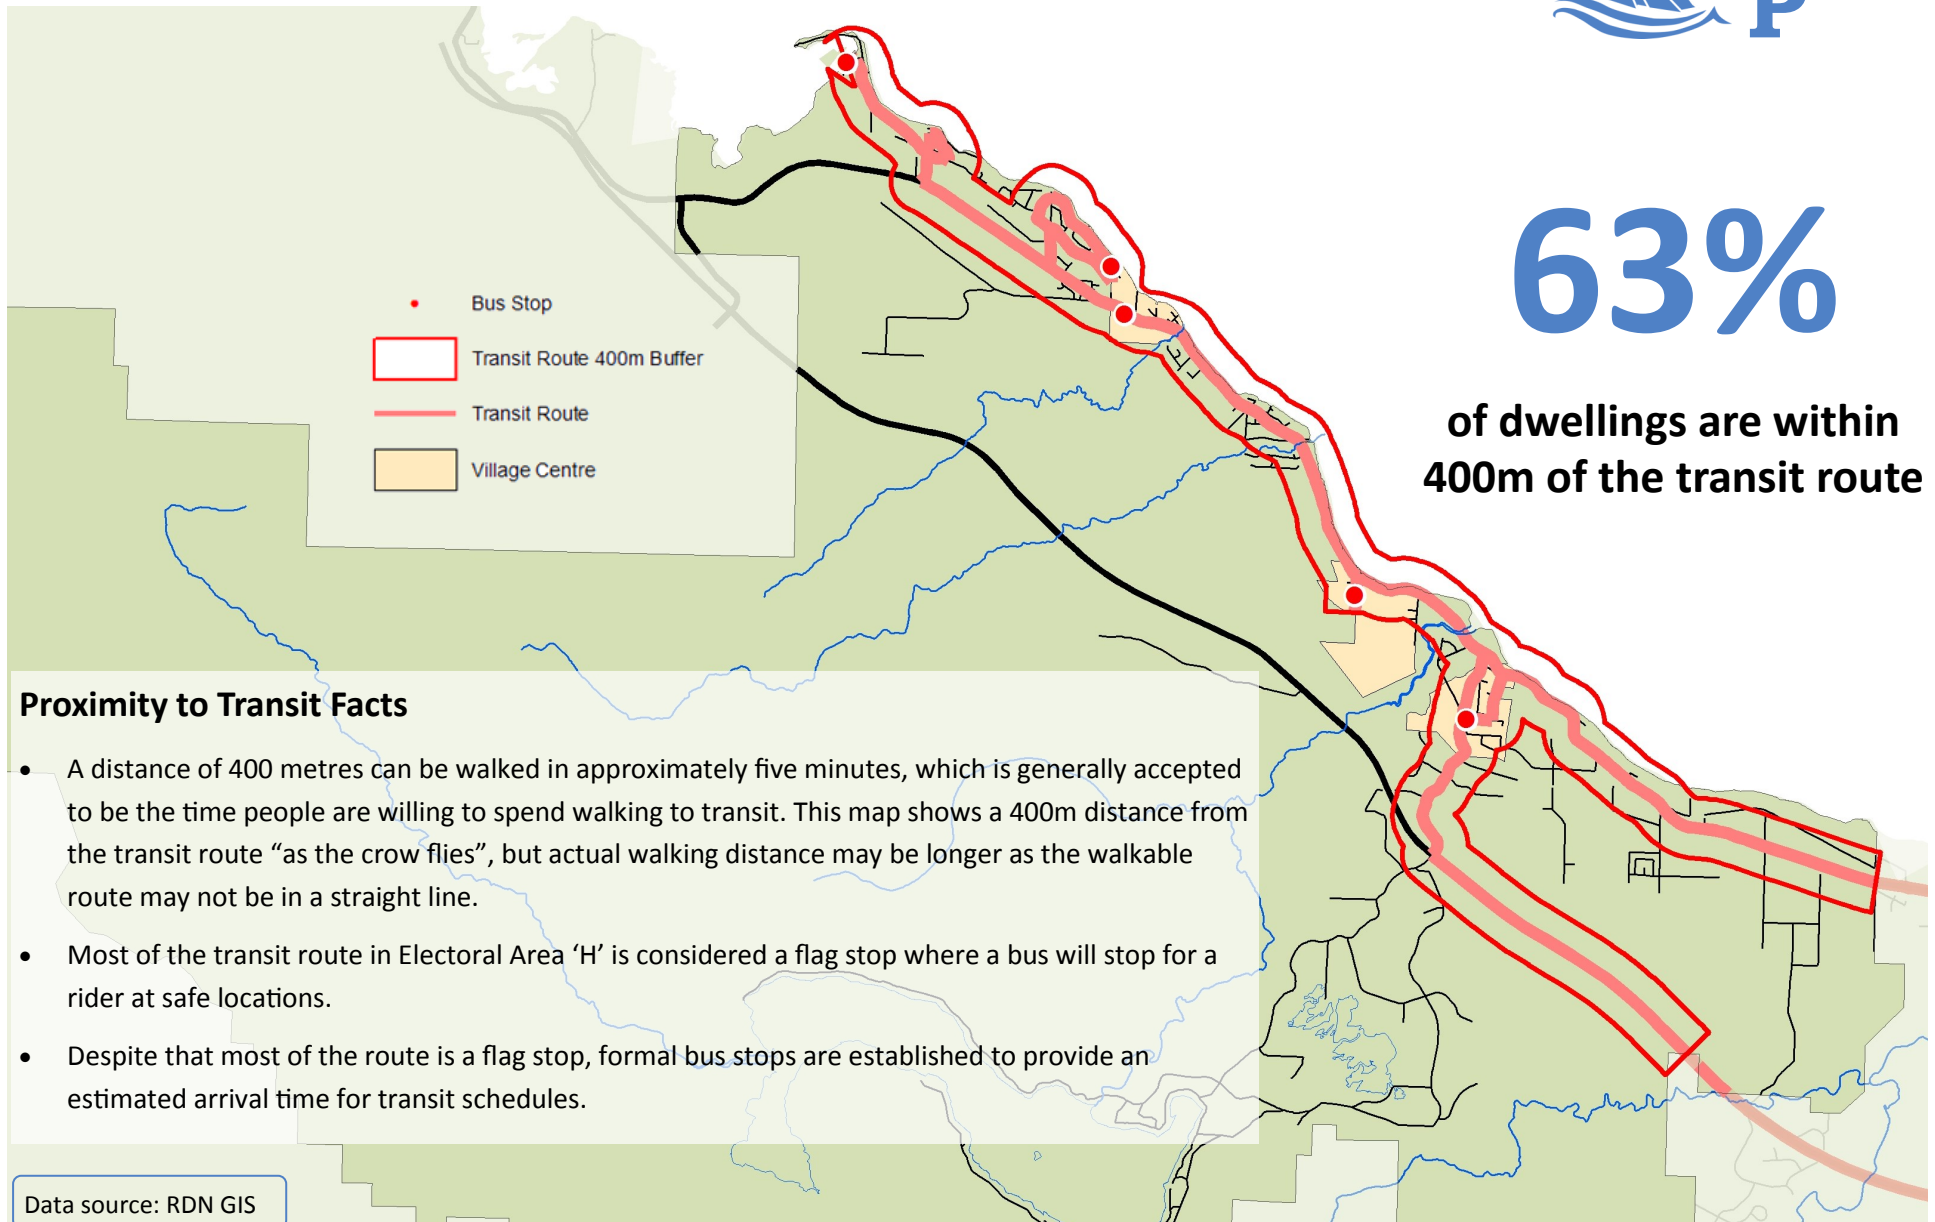 P
63%
of dwellings are within
400m of the transit route
Bus Stop
Transit Route 400m Buffer
Transit Route
Village Centre
Proximity to Transit Facts
• A distance of 400 metres can be walked in approximately five minutes, which is generally accepted
to be the time people are willing to spend walking to transit. This map shows a 400m distance from
the transit route “as the crow flies”, but actual walking distance may be longer as the walkable
route may not be in a straight line.
• Most of the transit route in Electoral Area ‘H’ is considered a flag stop where a bus will stop for a
rider at safe locations.
• Despite that most of the route is a flag stop, formal bus stops are established to provide an
estimated arrival time for transit schedules.
Data source: RDN GIS